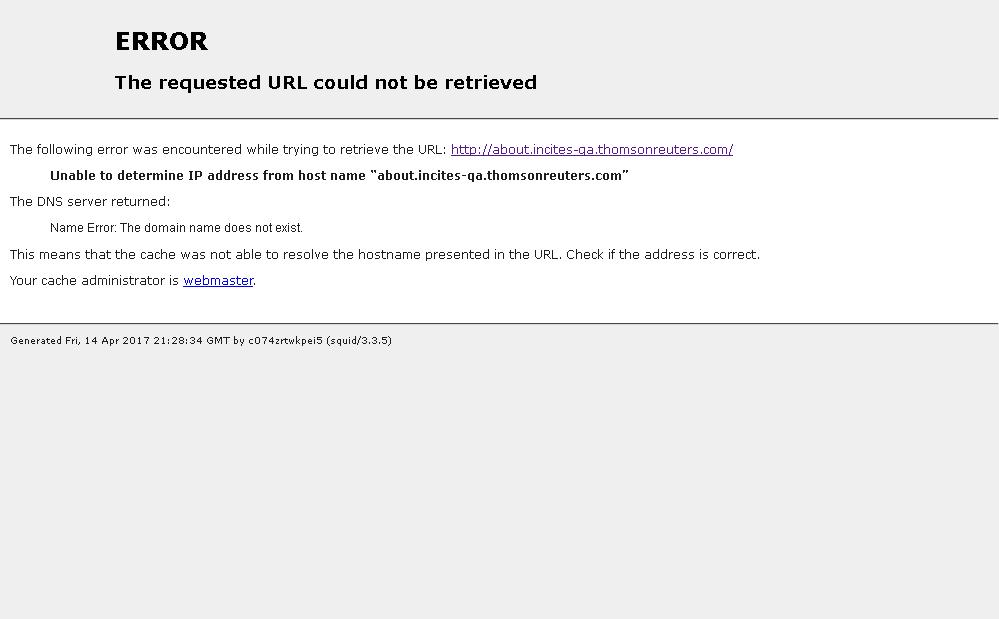 ERROR
The requested URL could not be retrieved
The following error was encountered while trying to retrieve the URL: http://about.incites-qa.thomsonreuters.com/
Unable to determine IP address from host name "about.incites-qa.thomsonreuters.com"
The DNS server returned:
Name Error: The domain name does not exist.
This means that the cache was not able to resolve the hostname presented in the URL. Check if the address is correct.
Your cache administrator is webmaster.
Generated Fri, 14 Apr 2017 21:28:34 GMT by c074zrtwkpei5 (squid/3.3.5)